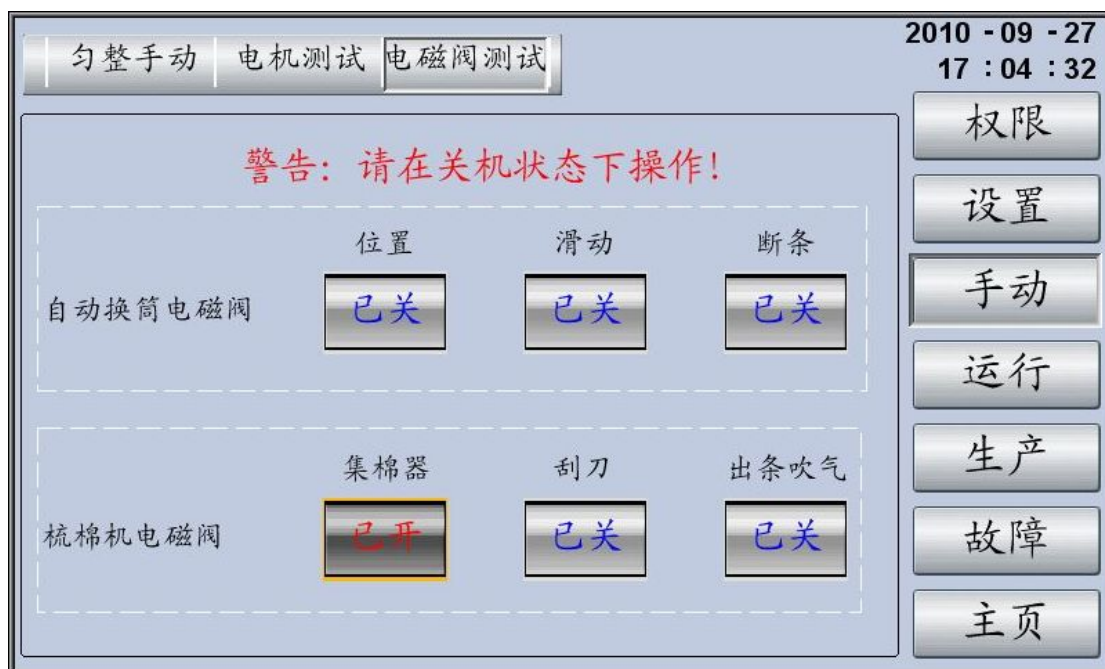 匀整手动 电机测试 电磁阀测试
2010 - 09 - 27
17 : 04 : 32
权限
设置
手动
运行
生产
故障
主页
警告: 请在关机状态下操作!
位置 滑动 断条
自动换筒电磁阀 已关 已关 已关
集棉器 刮刀 出条吹气
梳棉机电磁阀 已开 已关 已关